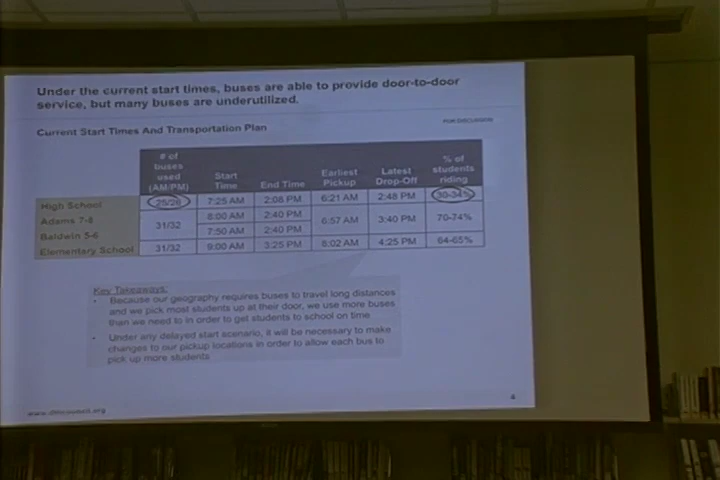 Under the current start times, buses are able to provide door-to-door
service, but many buses are underutilized.
Current Start Times And Transportation Plan
FOR DISCUSSION
# of buses used (AM/PM) Start Time End Time Earliest Pickup Latest Drop-Off % of students riding
High School 25/26 7:25 AM 2:08 PM 6:21 AM 2:48 PM 30-34%
Adams 7-8 31/32 8:00 AM 2:40 PM 6:57 AM 3:40 PM 70-74%
Baldwin 5-6 7:50 AM 2:40 PM
Elementary School 31/32 9:00 AM 3:25 PM 8:02 AM 4:25 PM 64-65%
Key Takeaways:
• Because our geography requires buses to travel long distances
and we pick most students up at their door, we use more buses
than we need to in order to get students to school on time
• Under any delayed start scenario, it will be necessary to make
changes to our pickup locations in order to allow each bus to
pick up more students
www.dmcouncil.org
4